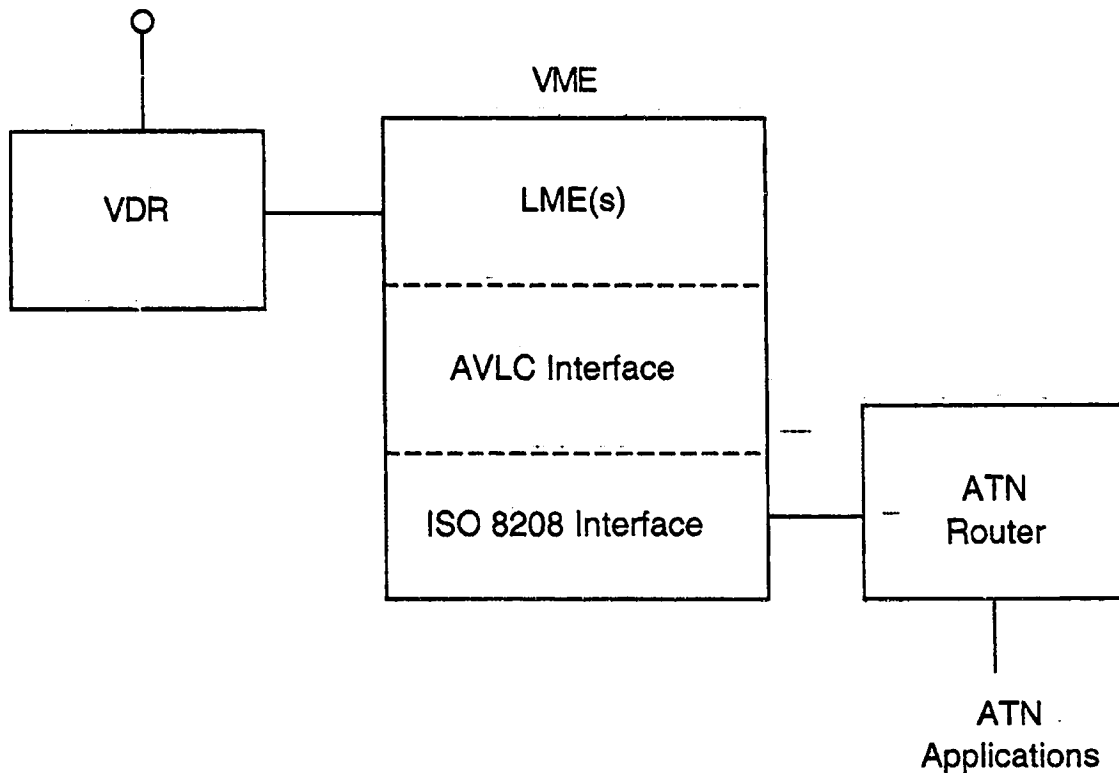 VME
VDR
LME(s)
AVLC Interface
ISO 8208 Interface
ATN
Router
ATN
Applications